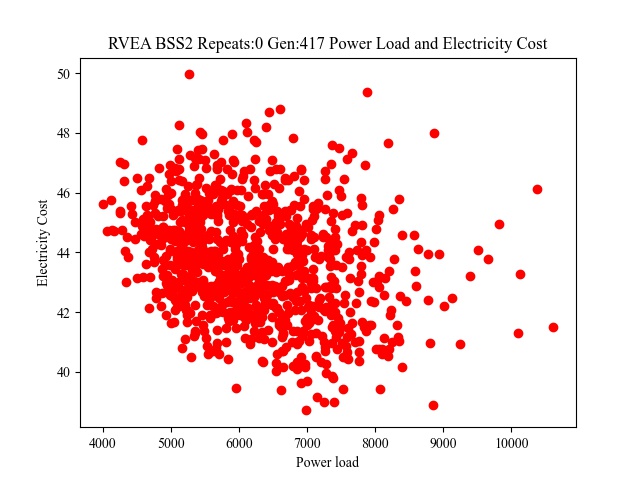 RVEA BSS2 Repeats:0 Gen:417 Power Load and Electricity Cost
50
48
46
44
42
40
Electricity Cost
4000 5000 6000 7000 8000 9000 10000
Power load